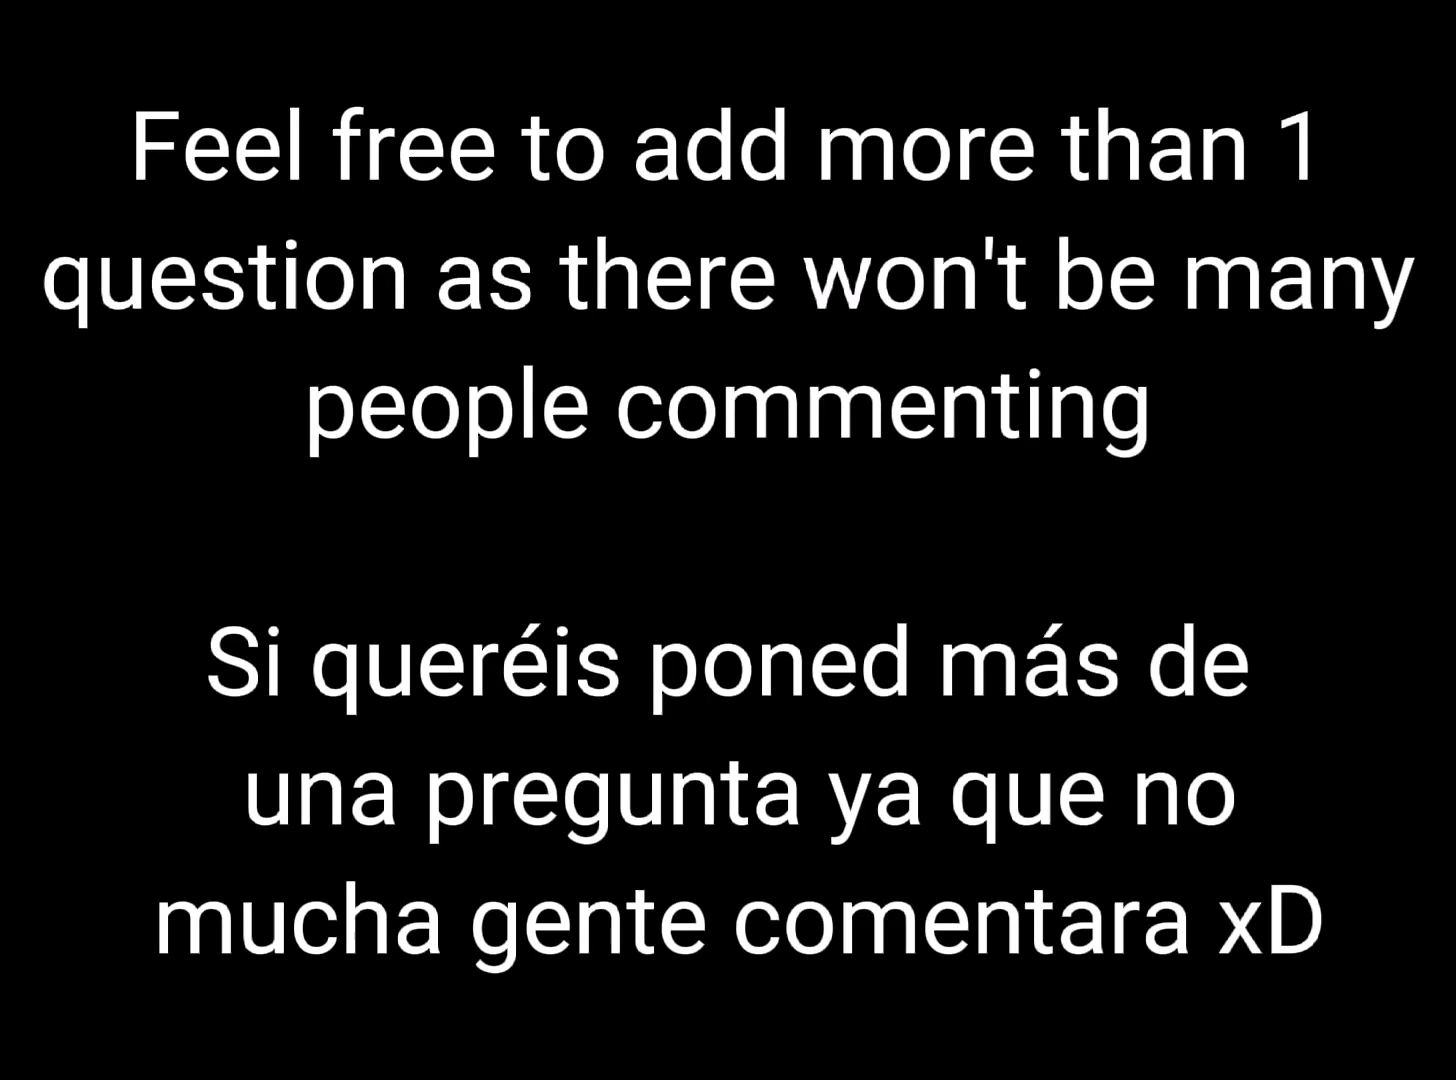 Feel free to add more than 1
question as there won't be many
people commenting
Si queréis poned más de
una pregunta ya que no
mucha gente comentara xD